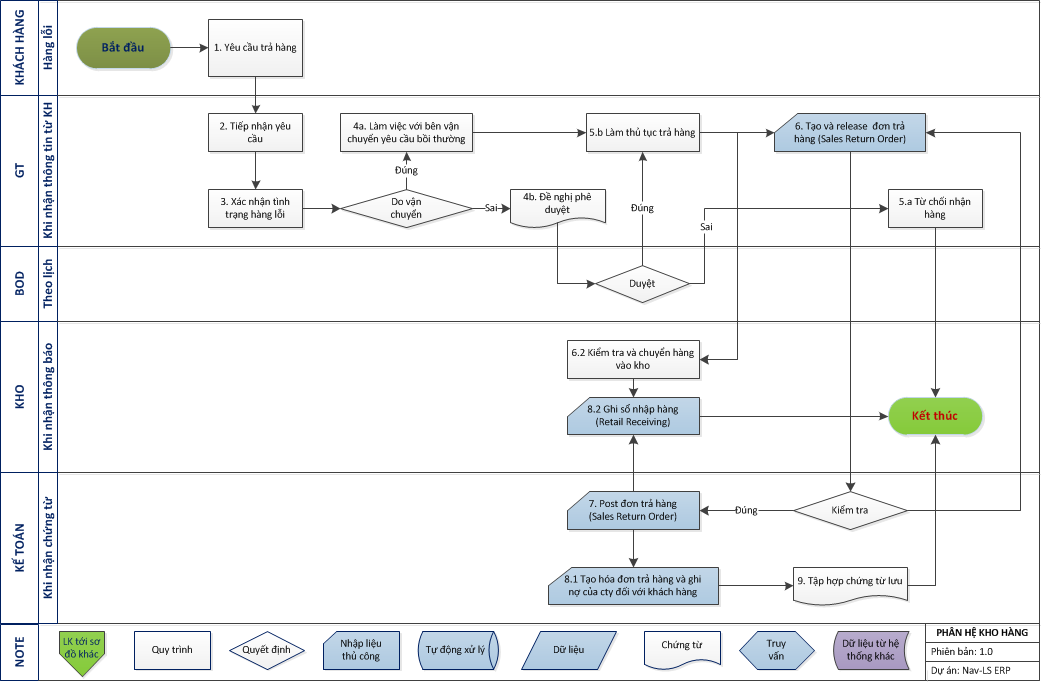 KHÁCH HÀNG
Hàng lỗi
Bắt đầu
1. Yêu cầu trả hàng
GT
Khi nhận thông tin từ KH
2. Tiếp nhận yêu
cầu
4a. Làm việc với bên vận
chuyển yêu cầu bồi thường
5.b Làm thủ tục trả hàng
6. Tạo và release đơn trả
hàng (Sales Return Order)
Đúng
3. Xác nhận tình
trạng hàng lỗi
Do vận
chuyển
Sai
4b. Đề nghị phê
duyệt
Đúng
Sai
5.a Từ chối nhận
hàng
BOD
Theo lịch
Duyệt
KHO
Khi nhận thông báo
6.2 Kiểm tra và chuyển hàng
vào kho
8.2 Ghi sổ nhập hàng
(Retail Receiving)
Kết thúc
KẾ TOÁN
Khi nhận chứng từ
7. Post đơn trả hàng
(Sales Return Order)
Đúng
Kiểm tra
8.1 Tạo hóa đơn trả hàng và ghi
nợ của cty đối với khách hàng
9. Tập hợp chứng từ lưu
NOTE
LK tới sơ
đồ khác
Quy trình
Quyết định
Nhập liệu
thủ công
Tự động xử lý
Dữ liệu
Chứng từ
Truy
vấn
Dữ liệu từ hệ
thống khác
PHÂN HỆ KHO HÀNG
Phiên bản: 1.0
Dự án: Nav-LS ERP